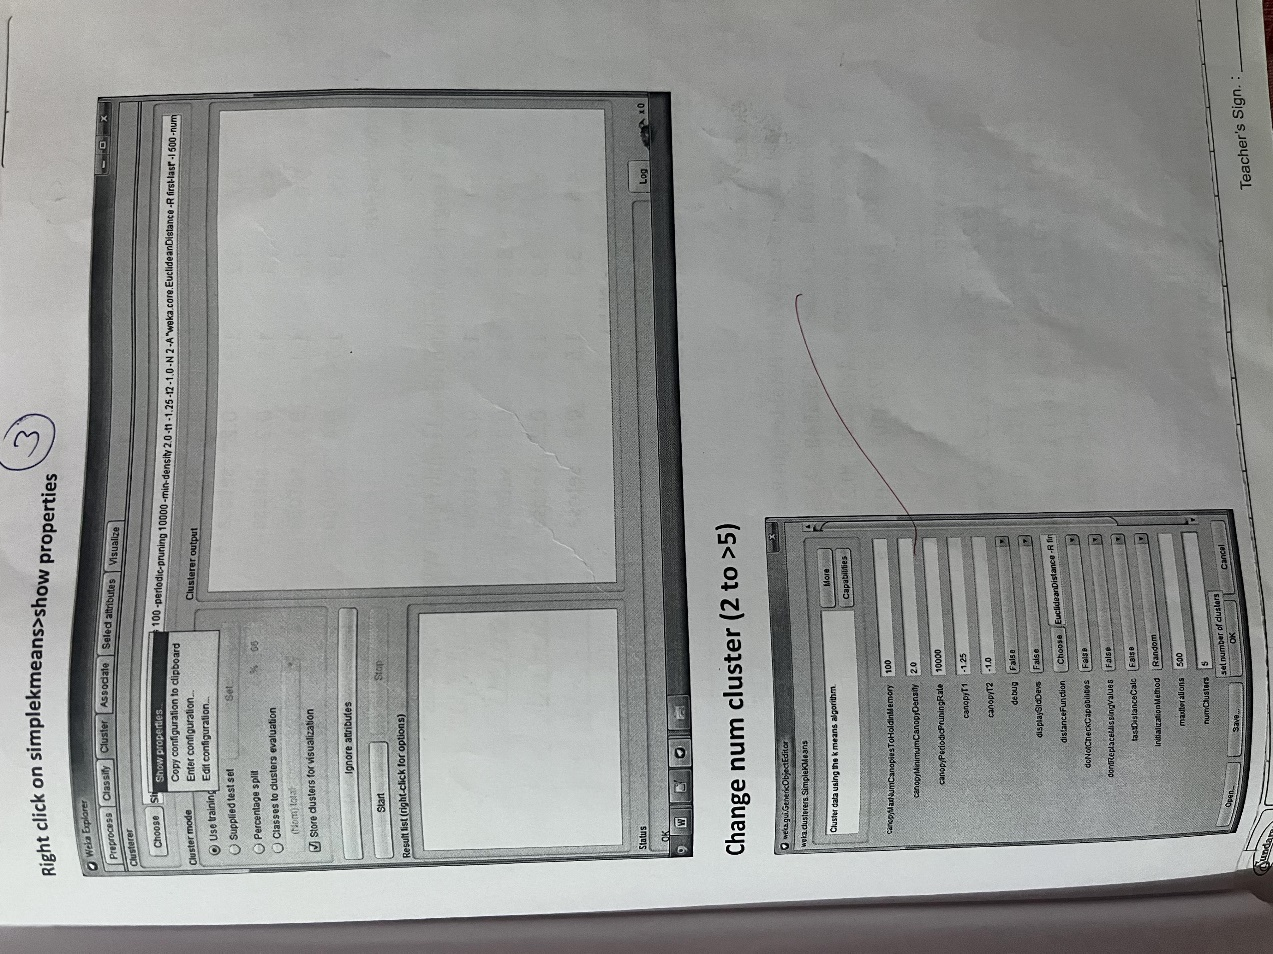 3
Right click on simplekmeans>show properties
Weka Explorer
Preprocess Classify Cluster Associate Select attributes Visualize
Clusterer
Choose
100 -periodic-pruning 10000 -min-density 2.0 -t1 -1.25 -t2 -1.0 -N 2 -A "weka.core.EuclideanDistance -R first-last" -I 500 -num
Show properties...
Copy configuration to clipboard
Enter configuration...
Edit configuration...
Cluster mode
Use training
Supplied test set
Set...
Percentage split
% 66
Classes to clusters evaluation
Store clusters for visualization
Ignore attributes
Start
Stop
Result list (right-click for options)
Clusterer output
Status
OK
Log
x 0
Change num cluster (2 to >5)
weka.gui.GenericObjectEditor
weka.clusterers.SimpleKMeans
Cluster data using the k means algorithm.
More
Capabilities
canopyMaxNumCanopiesToHoldInMemory 100
canopyMinimumCanopyDensity 2.0
canopyPeriodicPruningRate 10000
canopyT1 -1.25
canopyT2 -1.0
debug False
displayStdDevs False
distanceFunction Choose EuclideanDistance -R fir
doNotCheckCapabilities False
dontReplaceMissingValues False
fastDistanceCalc False
initializationMethod Random
maxIterations 500
numClusters 5
set number of clusters
Open... Save... OK Cancel
Teacher's Sign. :